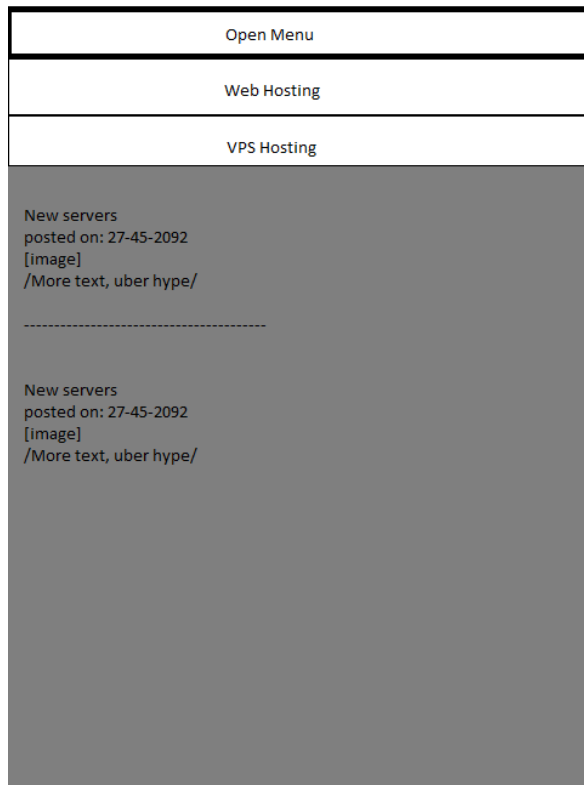 Open Menu
Web Hosting
VPS Hosting
New servers
posted on: 27-45-2092
[image]
/More text, uber hype/
----------------------------------------
New servers
posted on: 27-45-2092
[image]
/More text, uber hype/